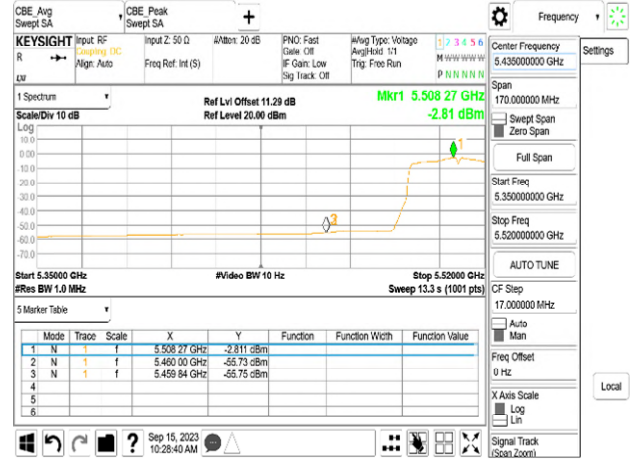 CBE_Avg
Swept SA
CBE_Peak
Swept SA
+
Frequency
KEYSIGHT
R
Input: RF
Coupling: DC
Align: Auto
Input Z: 50 Ω
Freq Ref: Int (S)
#Atten: 20 dB
PNO: Fast
Gate: Off
IF Gain: Low
Sig Track: Off
#Avg Type: Voltage
Avg|Hold: 1/1
Trig: Free Run
1 2 3 4 5 6
M W W W W W
P N N N N N
Center Frequency
5.435000000 GHz
Settings
1 Spectrum
Scale/Div 10 dB
Ref Lvl Offset 11.29 dB
Ref Level 20.00 dBm
Mkr1 5.508 27 GHz
-2.81 dBm
Span
170.000000 MHz
Swept Span
Zero Span
Log
10.0
0.00
-10.0
-20.0
-30.0
-40.0
-50.0
-60.0
-70.0
1
3
Full Span
Start Freq
5.350000000 GHz
Stop Freq
5.520000000 GHz
AUTO TUNE
Start 5.35000 GHz
#Res BW 1.0 MHz
#Video BW 10 Hz
Stop 5.52000 GHz
Sweep 13.3 s (1001 pts)
CF Step
17.000000 MHz
Auto
Man
5 Marker Table
Mode Trace Scale X Y Function Function Width Function Value
1 N 1 f 5.508 27 GHz -2.811 dBm
2 N 1 f 5.460 00 GHz -55.73 dBm
3 N 1 f 5.459 84 GHz -55.75 dBm
4
5
6
Freq Offset
0 Hz
X Axis Scale
Log
Lin
Local
Signal Track
(Span Zoom)
?
Sep 15, 2023
10:28:40 AM